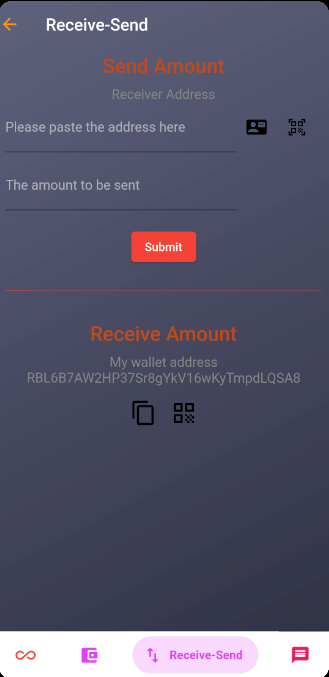 Receive-Send
Send Amount
Receiver Address
Please paste the address here
The amount to be sent
Submit
Receive Amount
My wallet address
RBL6B7AW2HP37Sr8gYkV16wKyTmpdLQSA8
Receive-Send